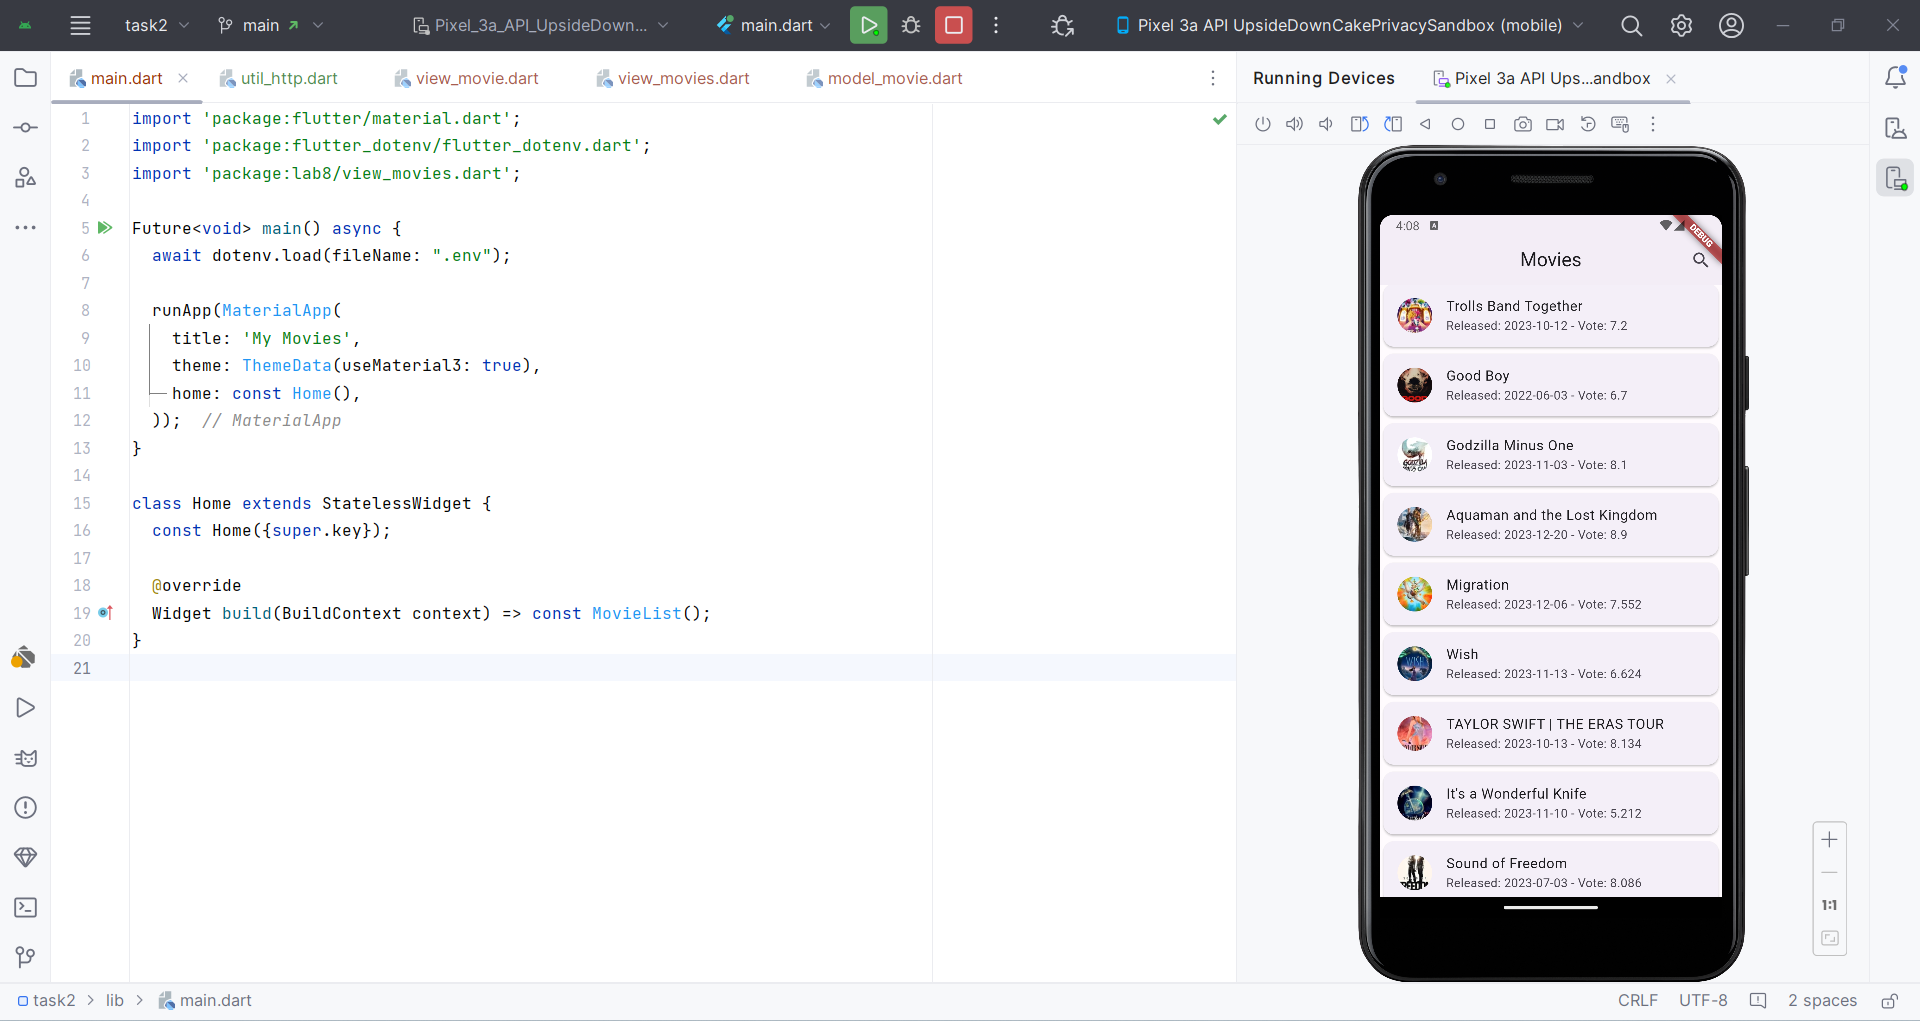 task2 main Pixel_3a_API_UpsideDown... main.dart Pixel 3a API UpsideDownCakePrivacySandbox (mobile)
main.dart util_http.dart view_movie.dart view_movies.dart model_movie.dart
Running Devices Pixel 3a API Ups...andbox
1 import 'package:flutter/material.dart';
2 import 'package:flutter_dotenv/flutter_dotenv.dart';
3 import 'package:lab8/view_movies.dart';
4
5 Future<void> main() async {
6 await dotenv.load(fileName: ".env");
7
8 runApp(MaterialApp(
9 title: 'My Movies',
10 theme: ThemeData(useMaterial3: true),
11 home: const Home(),
12 )); // MaterialApp
13 }
14
15 class Home extends StatelessWidget {
16 const Home({super.key});
17
18 @override
19 Widget build(BuildContext context) => const MovieList();
20 }
21
4:08
DEBUG
Movies
Trolls Band Together
Released: 2023-10-12 - Vote: 7.2
Good Boy
Released: 2022-06-03 - Vote: 6.7
Godzilla Minus One
Released: 2023-11-03 - Vote: 8.1
Aquaman and the Lost Kingdom
Released: 2023-12-20 - Vote: 8.9
Migration
Released: 2023-12-06 - Vote: 7.552
Wish
Released: 2023-11-13 - Vote: 6.624
TAYLOR SWIFT | THE ERAS TOUR
Released: 2023-10-13 - Vote: 8.134
It's a Wonderful Knife
Released: 2023-11-10 - Vote: 5.212
Sound of Freedom
Released: 2023-07-03 - Vote: 8.086
1:1
task2 > lib > main.dart
CRLF UTF-8 2 spaces